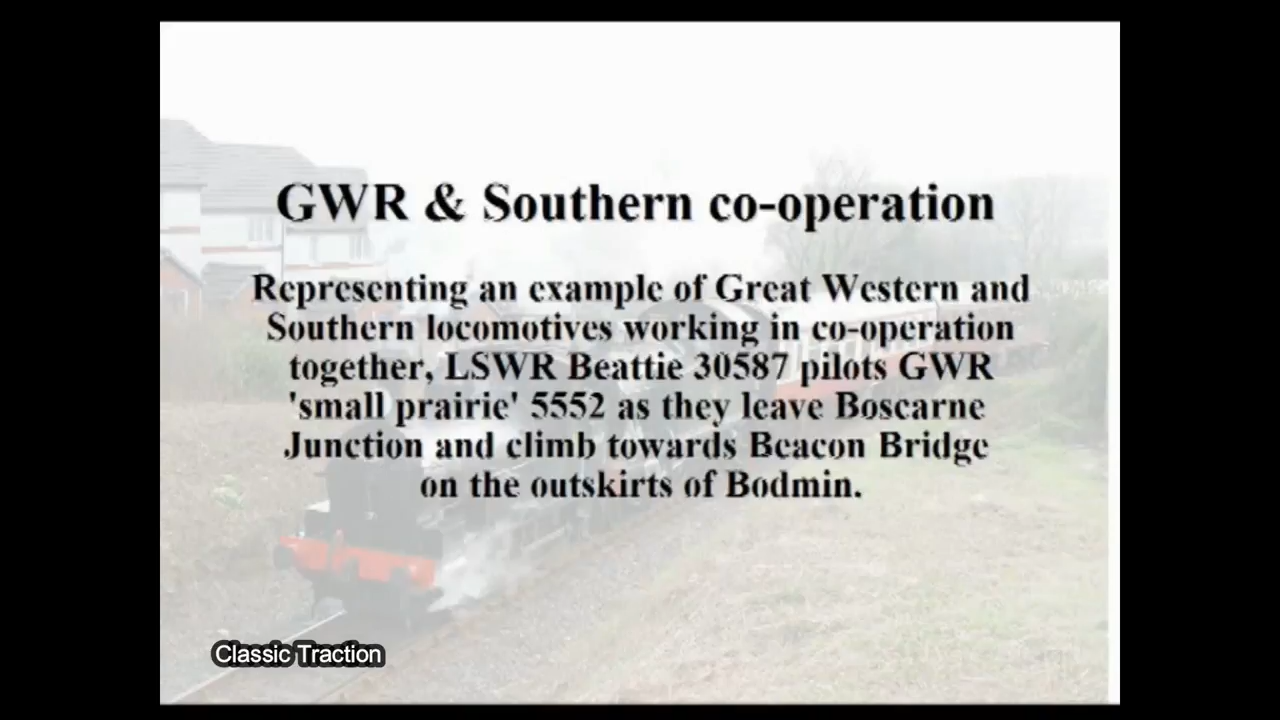 GWR & Southern co-operation
Representing an example of Great Western and
Southern locomotives working in co-operation
together, LSWR Beattie 30587 pilots GWR
'small prairie' 5552 as they leave Boscarne
Junction and climb towards Beacon Bridge
on the outskirts of Bodmin.
Classic Traction